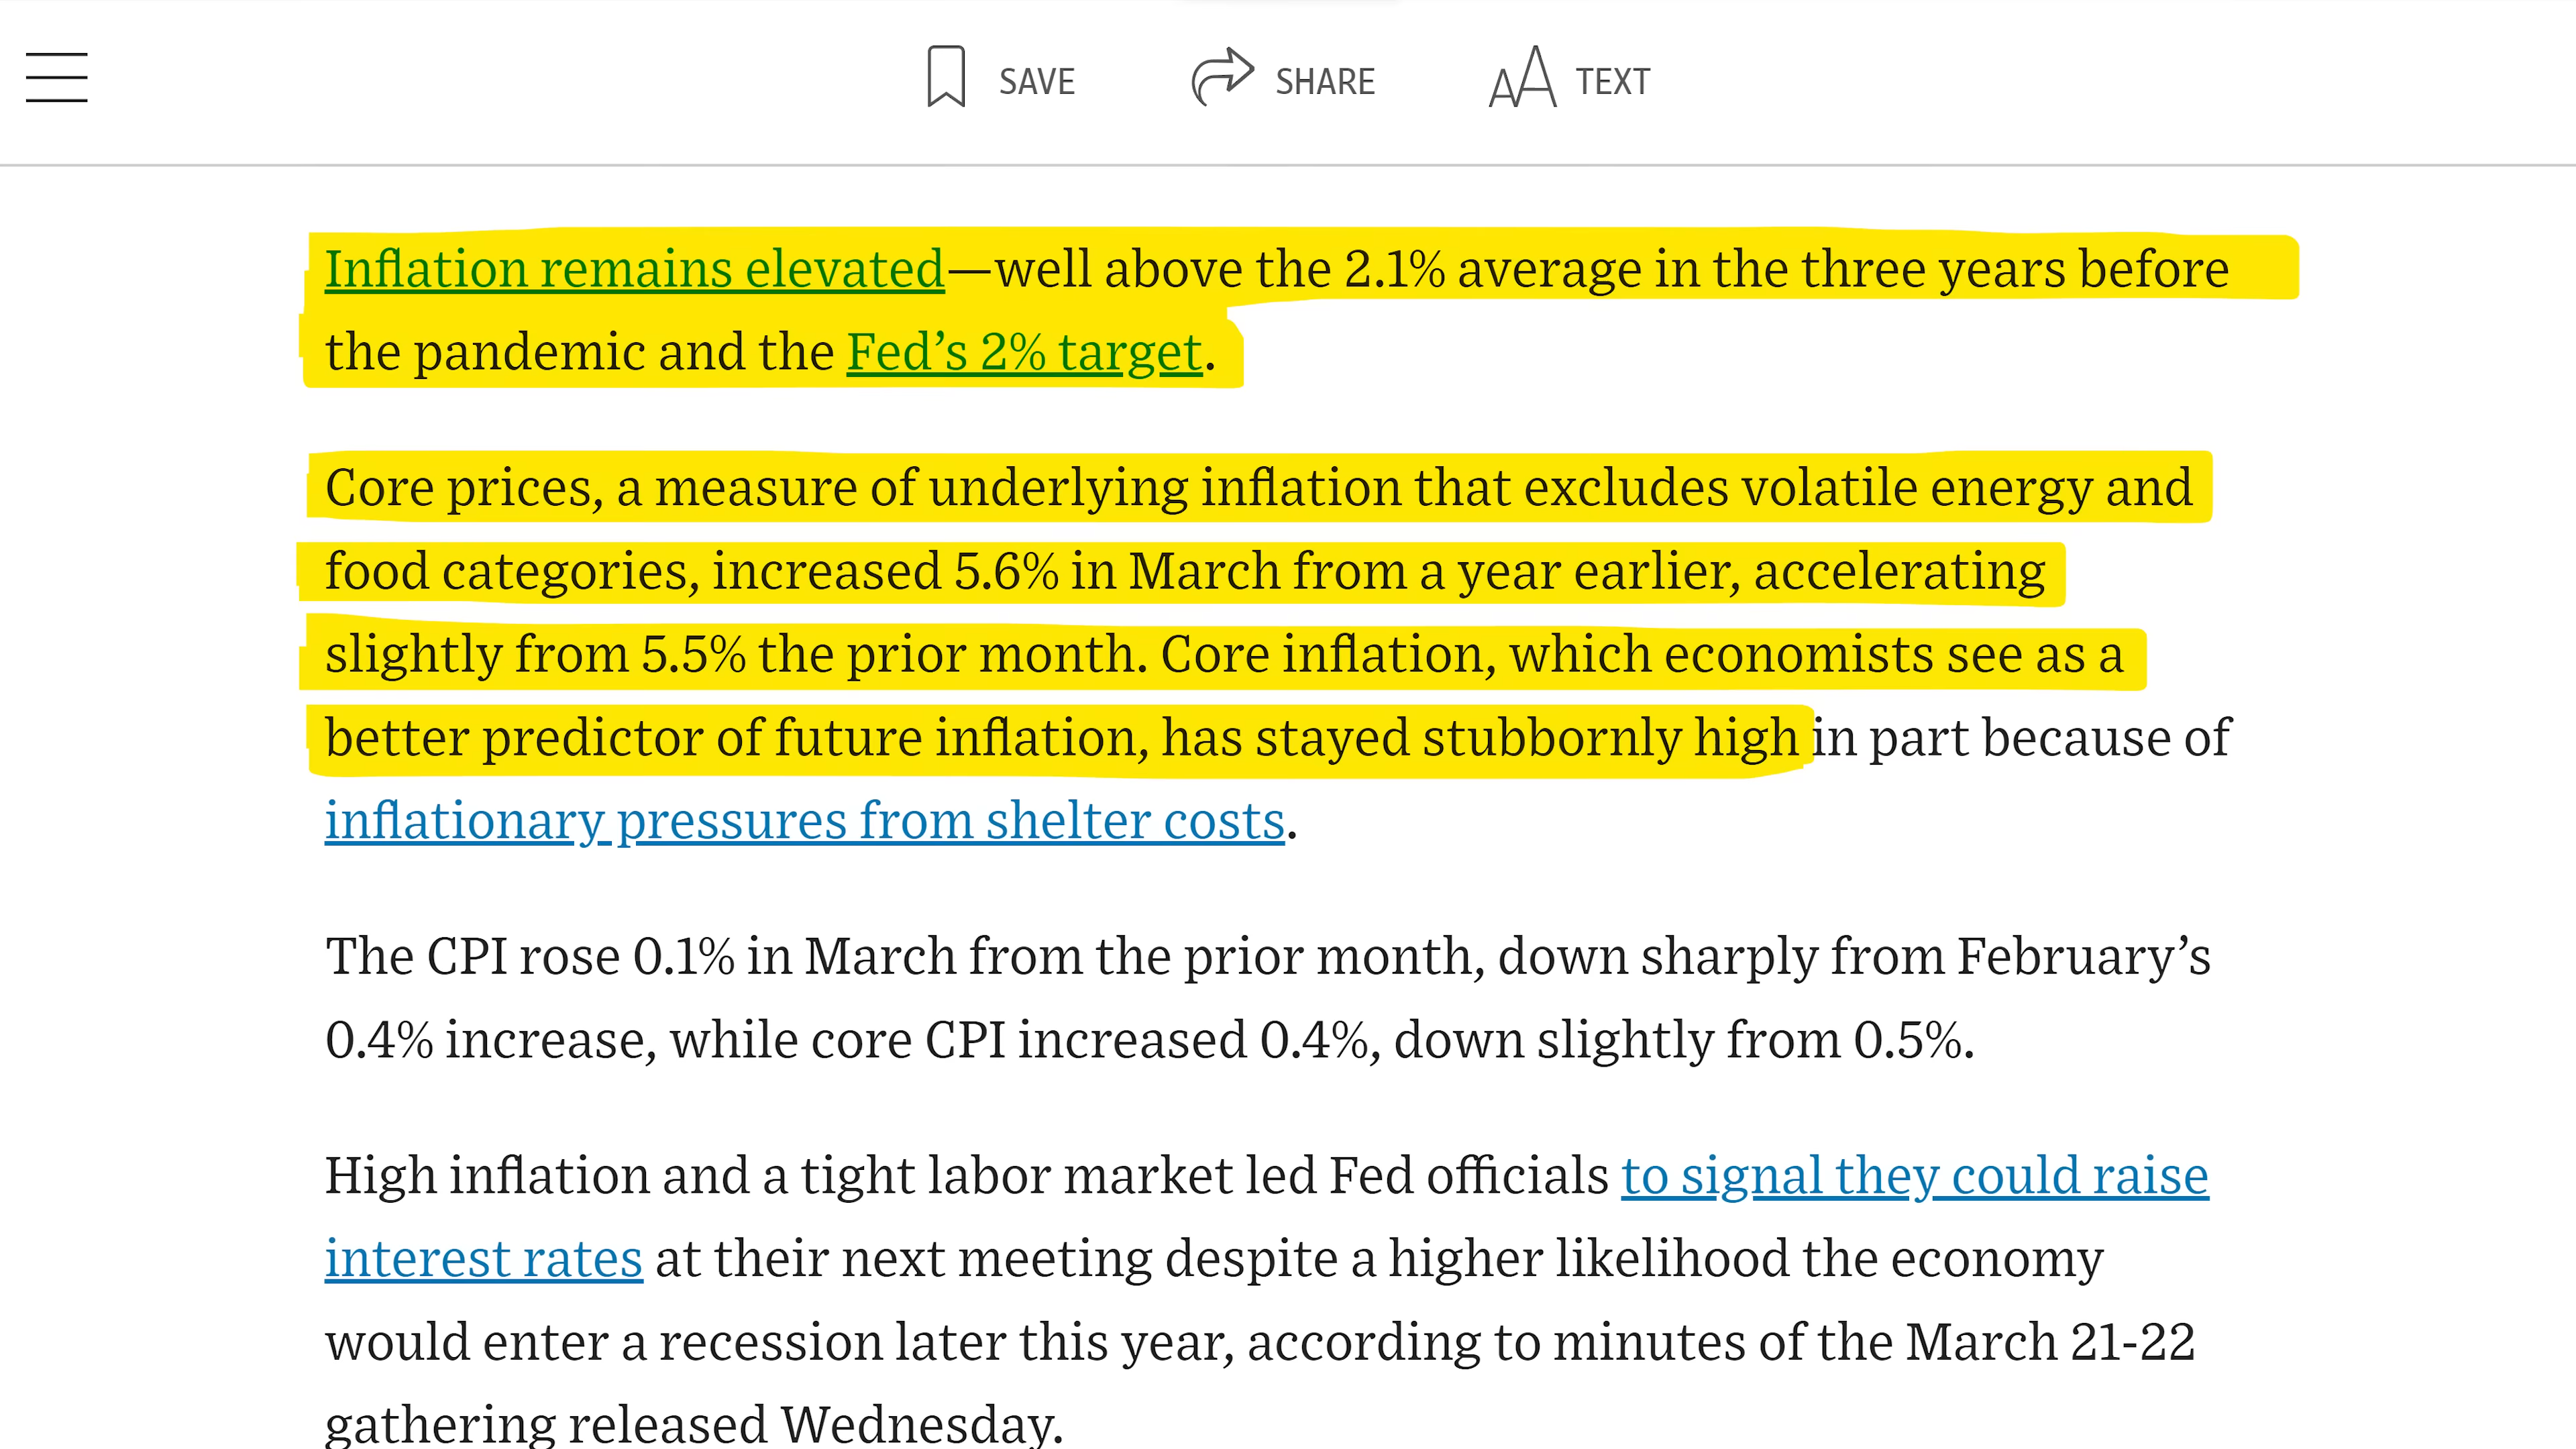 SAVE SHARE TEXT
Inflation remains elevated—well above the 2.1% average in the three years before
the pandemic and the Fed’s 2% target.
Core prices, a measure of underlying inflation that excludes volatile energy and
food categories, increased 5.6% in March from a year earlier, accelerating
slightly from 5.5% the prior month. Core inflation, which economists see as a
better predictor of future inflation, has stayed stubbornly high in part because of
inflationary pressures from shelter costs.
The CPI rose 0.1% in March from the prior month, down sharply from February’s
0.4% increase, while core CPI increased 0.4%, down slightly from 0.5%.
High inflation and a tight labor market led Fed officials to signal they could raise
interest rates at their next meeting despite a higher likelihood the economy
would enter a recession later this year, according to minutes of the March 21-22
gathering released Wednesday.